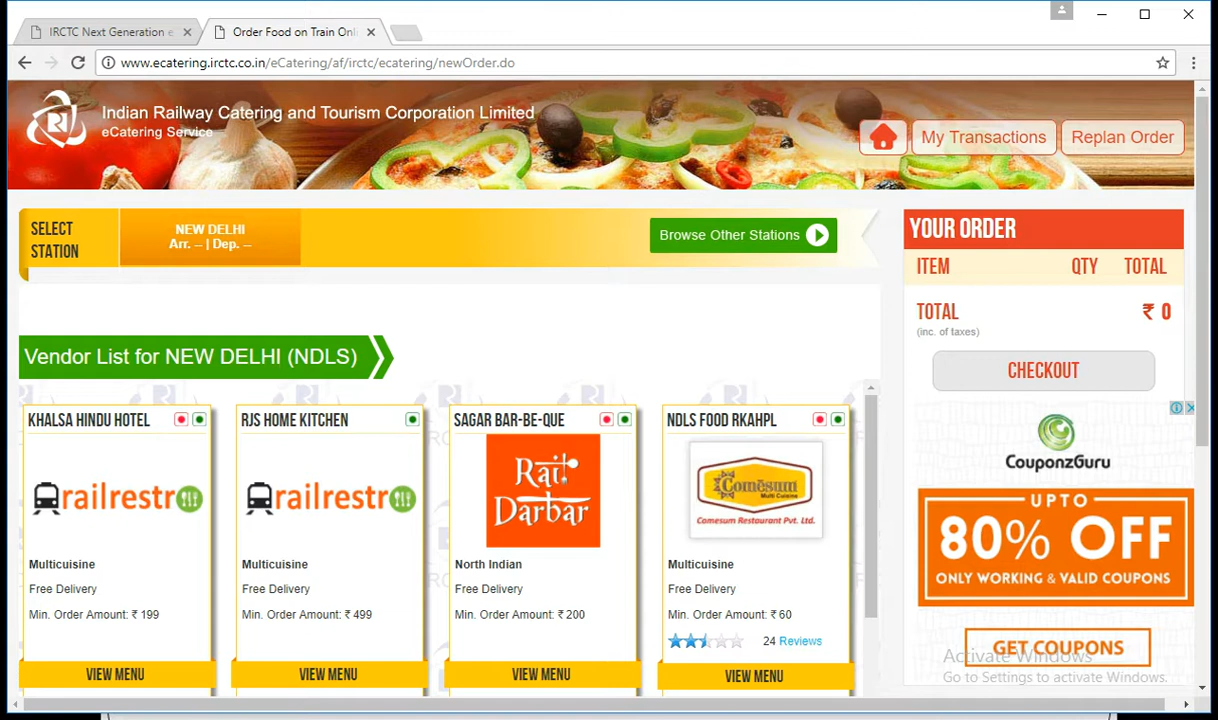 IRCTC Next Generation e
Order Food on Train Onl
www.ecatering.irctc.co.in/eCatering/af/irctc/ecatering/newOrder.do
Indian Railway Catering and Tourism Corporation Limited
eCatering Service
My Transactions
Replan Order
SELECT
STATION
NEW DELHI
Arr. -- | Dep. --
Browse Other Stations
YOUR ORDER
ITEM QTY TOTAL
TOTAL ₹ 0
(inc. of taxes)
CHECKOUT
Vendor List for NEW DELHI (NDLS)
KHALSA HINDU HOTEL
railrestro
Multicuisine
Free Delivery
Min. Order Amount: ₹ 199
VIEW MENU
RJS HOME KITCHEN
railrestro
Multicuisine
Free Delivery
Min. Order Amount: ₹ 499
VIEW MENU
SAGAR BAR-BE-QUE
Rail
Darbar
North Indian
Free Delivery
Min. Order Amount: ₹ 200
VIEW MENU
NDLS FOOD RKAHPL
Comesum
Multi Cuisine
Comesum Restaurant Pvt. Ltd.
Multicuisine
Free Delivery
Min. Order Amount: ₹ 60
24 Reviews
VIEW MENU
COUPONZGURU
UPTO
80% OFF
ONLY WORKING & VALID COUPONS
GET COUPONS
Activate Windows
Go to Settings to activate Windows.